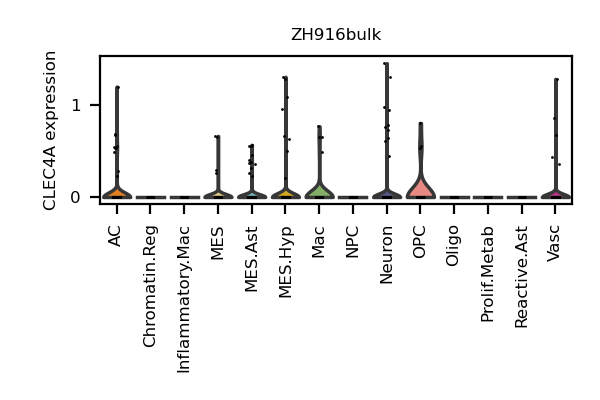 ZH916bulk
CLEC4A expression
1
0
AC
Chromatin.Reg
Inflammatory.Mac
MES
MES.Ast
MES.Hyp
Mac
NPC
Neuron
OPC
Oligo
Prolif.Metab
Reactive.Ast
Vasc